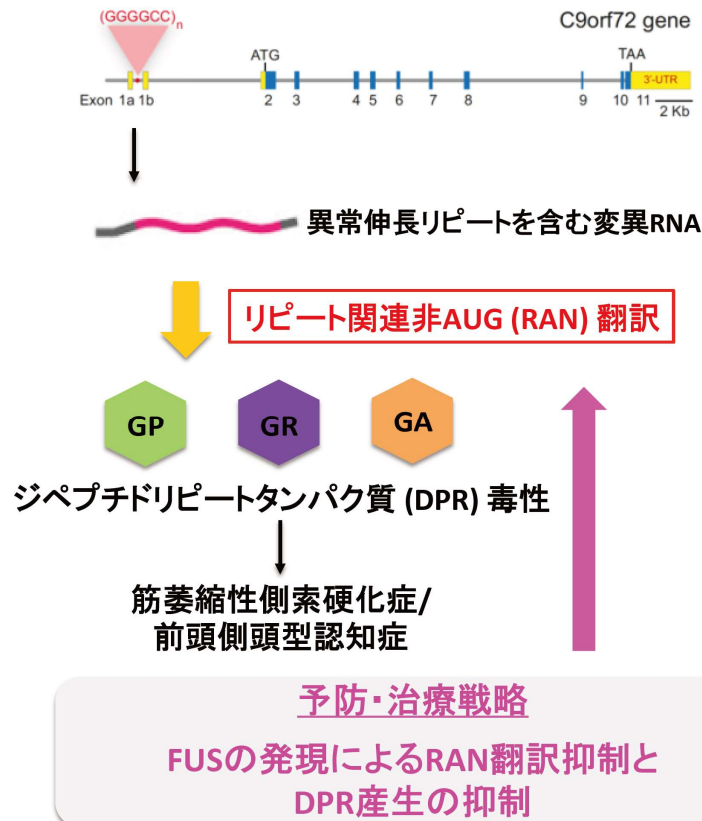 (GGGGCC)n
C9orf72 gene
ATG
TAA
3'-UTR
Exon 1a 1b 2 3 4 5 6 7 8 9 10 11
2 Kb
異常伸長リピートを含む変異RNA
リピート関連非AUG (RAN) 翻訳
GP
GR
GA
ジペプチドリピートタンパク質 (DPR) 毒性
筋萎縮性側索硬化症/
前頭側頭型認知症
予防・治療戦略
FUSの発現によるRAN翻訳抑制と
DPR産生の抑制